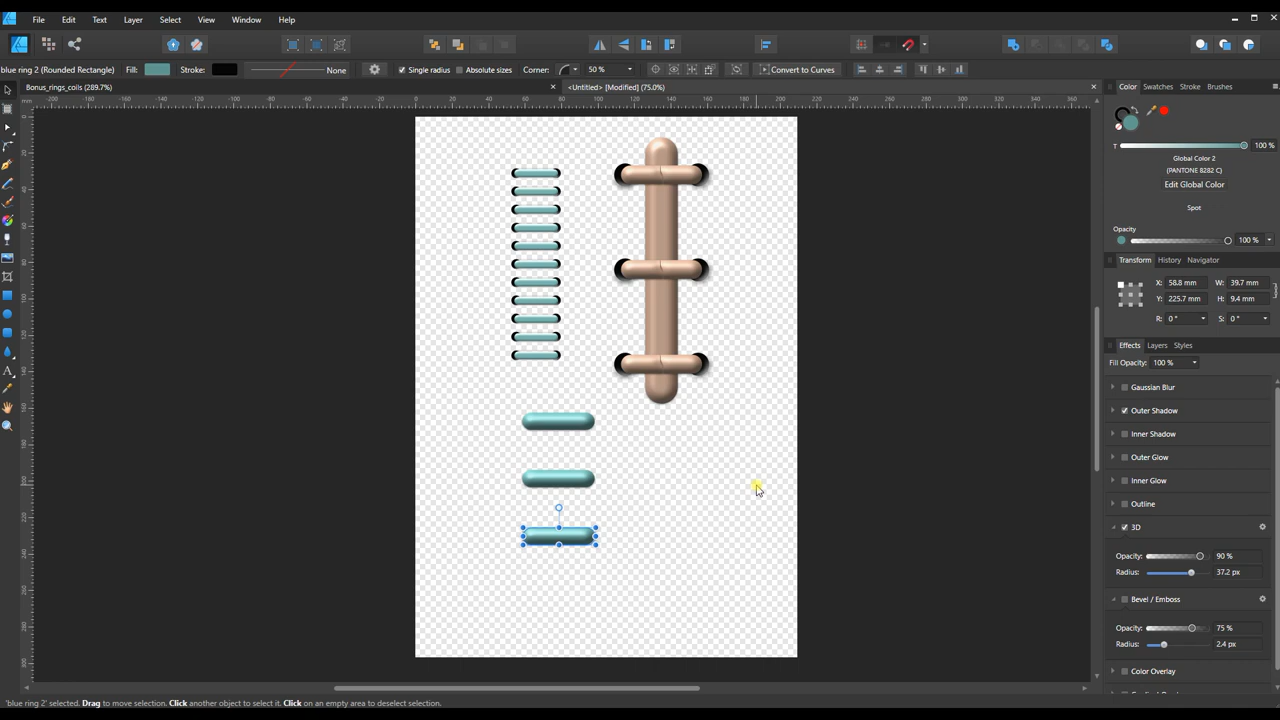 File Edit Text Layer Select View Window Help
blue ring 2 (Rounded Rectangle) Fill: Stroke: None Single radius Absolute sizes Corner: 50 % Convert to Curves
Bonus_rings_coils (289.7%) <Untitled> [Modified] (75.0%)
Color Swatches Stroke Brushes
T 100 %
Global Color 2
(PANTONE 8282 C)
Edit Global Color
Spot
Opacity
100 %
Transform History Navigator
X: 58.8 mm W: 39.7 mm
Y: 225.7 mm H: 9.4 mm
R: 0 ° S: 0 °
Effects Layers Styles
Fill Opacity: 100 %
Gaussian Blur
Outer Shadow
Inner Shadow
Outer Glow
Inner Glow
Outline
3D
Opacity: 90 %
Radius: 37.2 px
Bevel / Emboss
Opacity: 75 %
Radius: 2.4 px
Color Overlay
'blue ring 2' selected. Drag to move selection. Click another object to select it. Click on an empty area to deselect selection.